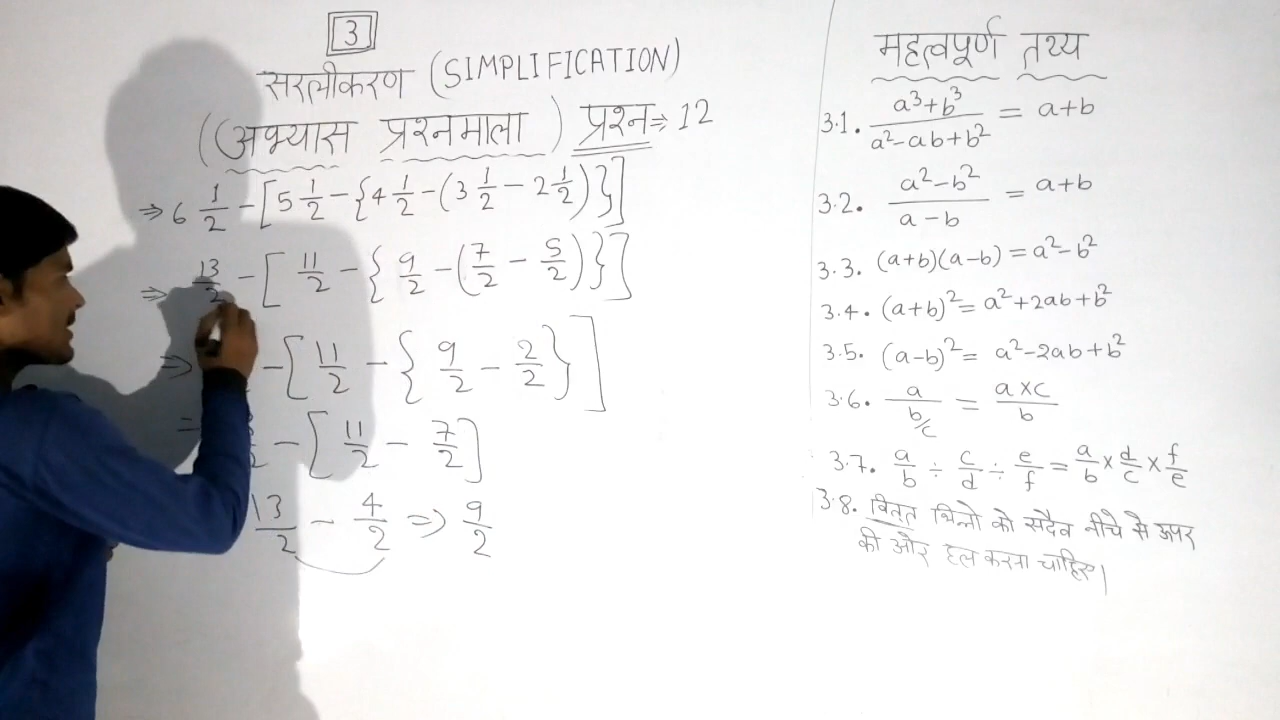 3
सरलीकरण (SIMPLIFICATION)
(अभ्यास प्रश्नमाला) प्रश्न⇒12
⇒ 6 1/2 - [5 1/2 - {4 1/2 - (3 1/2 - 2 1/2)}]
⇒ 13/2 - [11/2 - {9/2 - (7/2 - 5/2)}]
⇒ - [11/2 - {9/2 - 2/2}]
- [11/2 - 7/2]
13/2 - 4/2 ⇒ 9/2
महत्वपूर्ण तथ्य
3.1. a³+b³/a²-ab+b² = a+b
3.2. a²-b²/a-b = a+b
3.3. (a+b)(a-b) = a²-b²
3.4. (a+b)² = a²+2ab+b²
3.5. (a-b)² = a²-2ab+b²
3.6. a/b/c = a×c/b
3.7. a/b ÷ c/d ÷ e/f = a/b × d/c × f/e
3.8. वितत भिन्नो को सदैव नीचे से ऊपर
की ओर हल करना चाहिए।